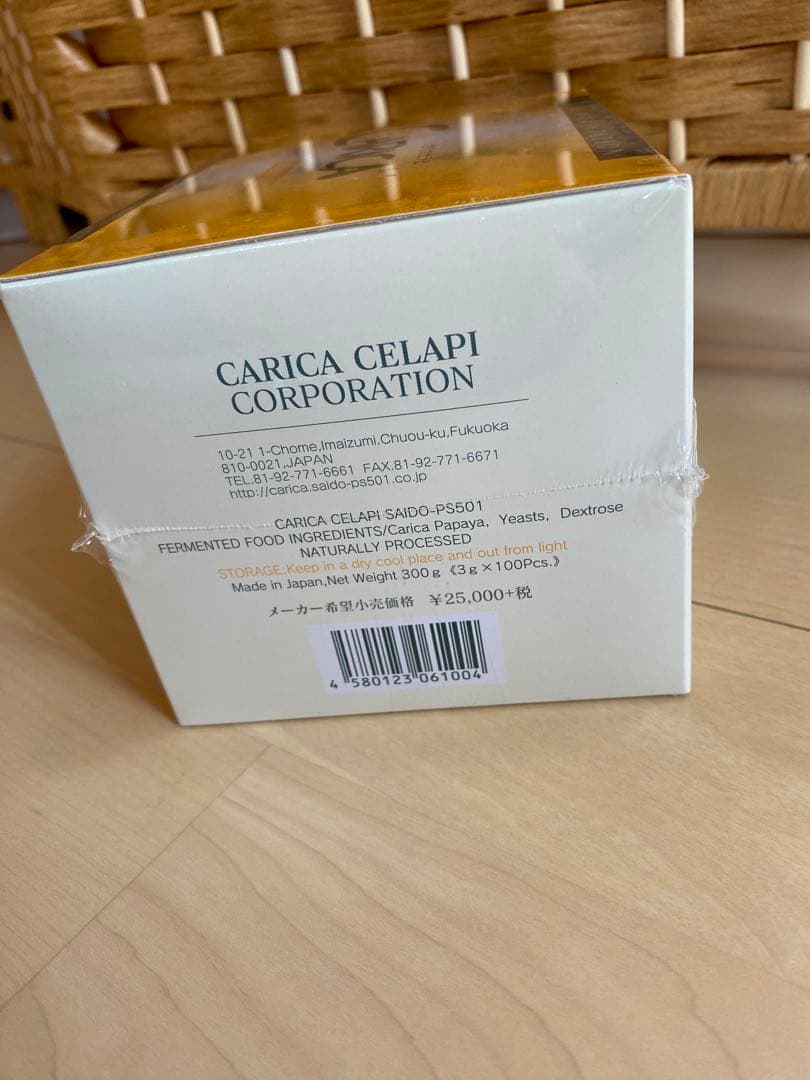 CARICA CELAPI
CORPORATION
10-21 1-Chome,Imaizumi,Chuou-ku,Fukuoka
810-0021,JAPAN
TEL.81-92-771-6661 FAX.81-92-771-6671
http://carica.saido-ps501.co.jp
CARICA CELAPI SAIDO-PS501
FERMENTED FOOD INGREDIENTS/Carica Papaya, Yeasts, Dextrose
NATURALLY PROCESSED
STORAGE:Keep in a dry cool place and out from light
Made in Japan,Net Weight 300g《3g×100Pcs.》
メーカー希望小売価格 ¥25,000+税
4 580123 061004